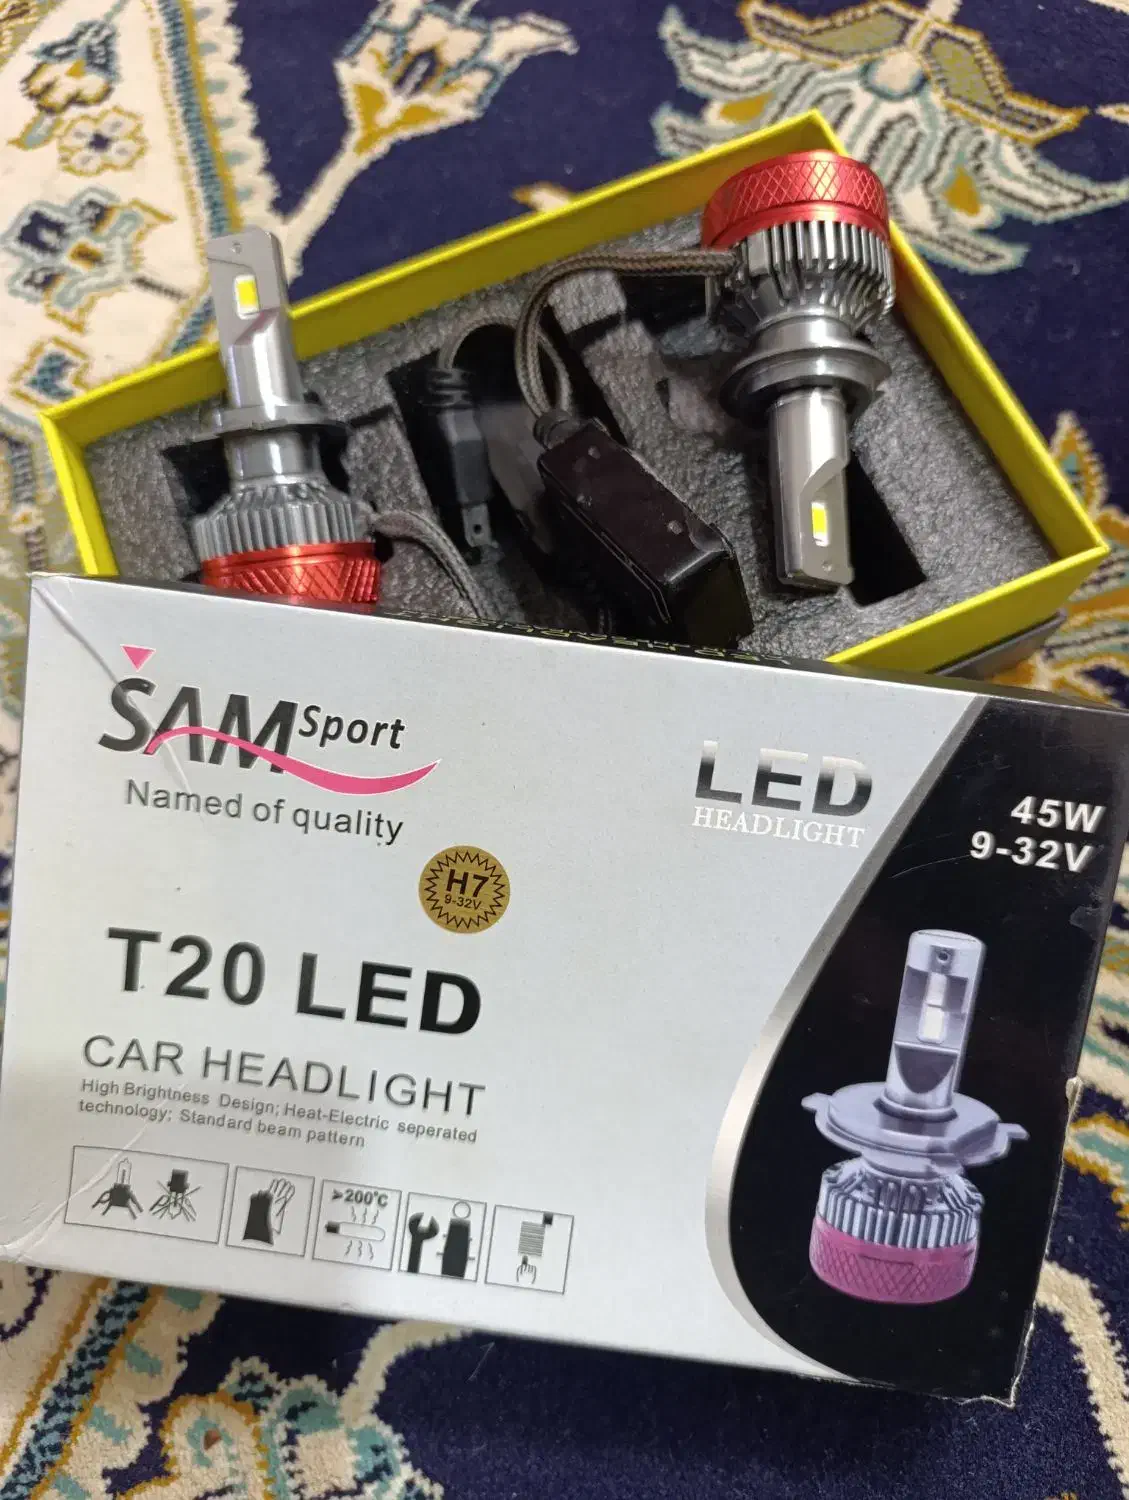 SAM Sport
Named of quality
LED
HEADLIGHT
45W
9-32V
H7
9-32V
T20 LED
CAR HEADLIGHT
High Brightness Design; Heat-Electric seperated
technology; Standard beam pattern
>200°C